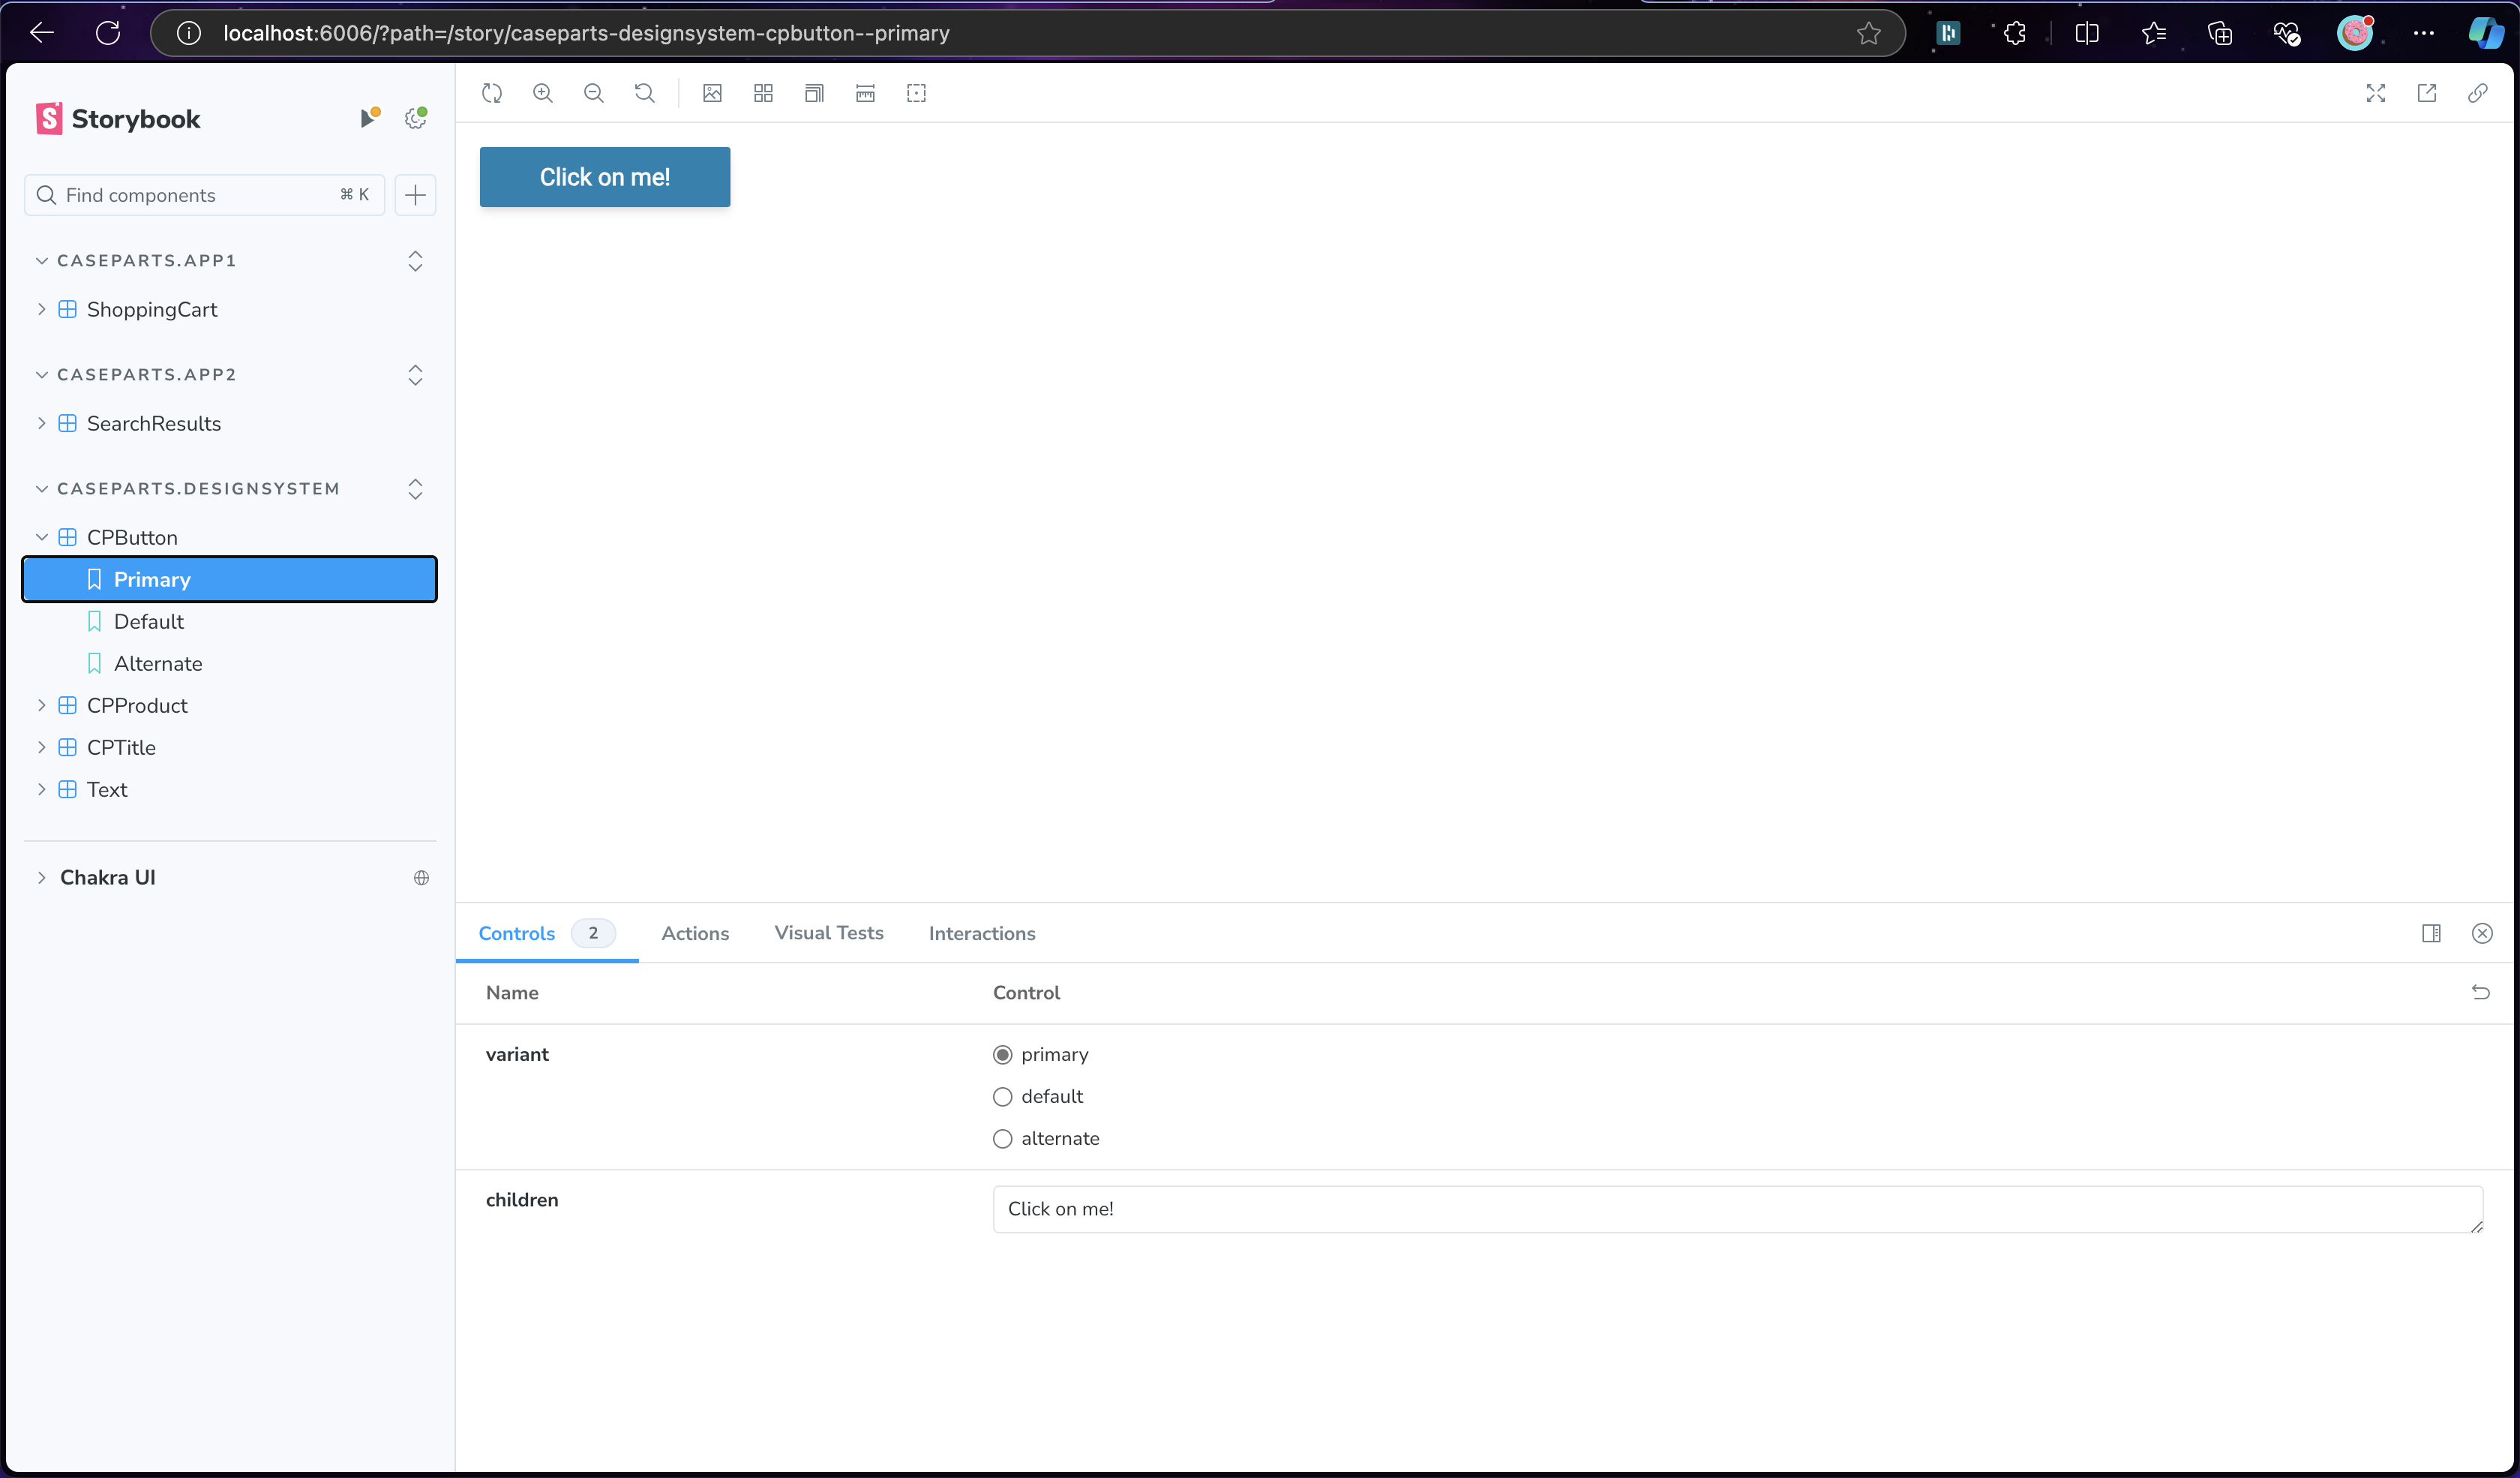 localhost:6006/?path=/story/caseparts-designsystem-cpbutton--primary
Storybook
Find components
⌘ K
CASEPARTS.APP1
ShoppingCart
CASEPARTS.APP2
SearchResults
CASEPARTS.DESIGNSYSTEM
CPButton
Primary
Default
Alternate
CPProduct
CPTitle
Text
Chakra UI
Click on me!
Controls 2 Actions Visual Tests Interactions
Name Control
variant
primary
default
alternate
children
Click on me!